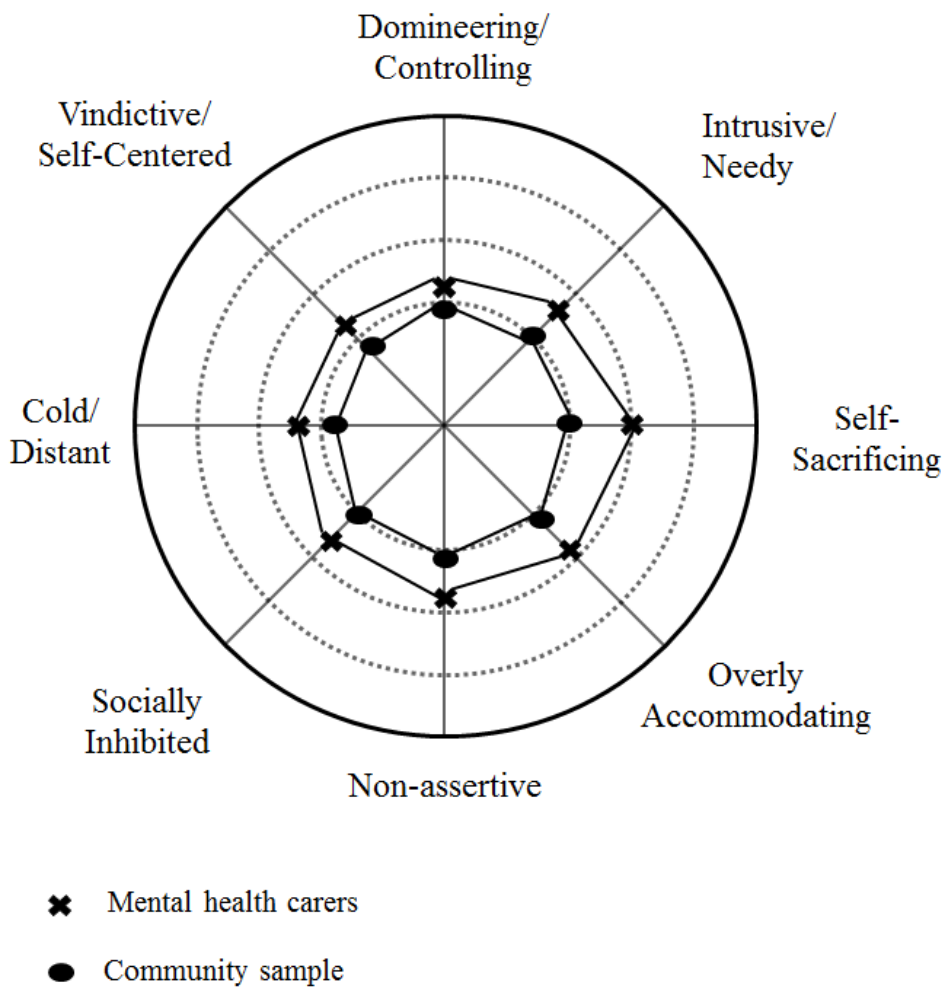 Domineering/
Controlling
Vindictive/
Self-Centered
Intrusive/
Needy
Cold/
Distant
Self-
Sacrificing
Socially
Inhibited
Overly
Accommodating
Non-assertive
Mental health carers
Community sample